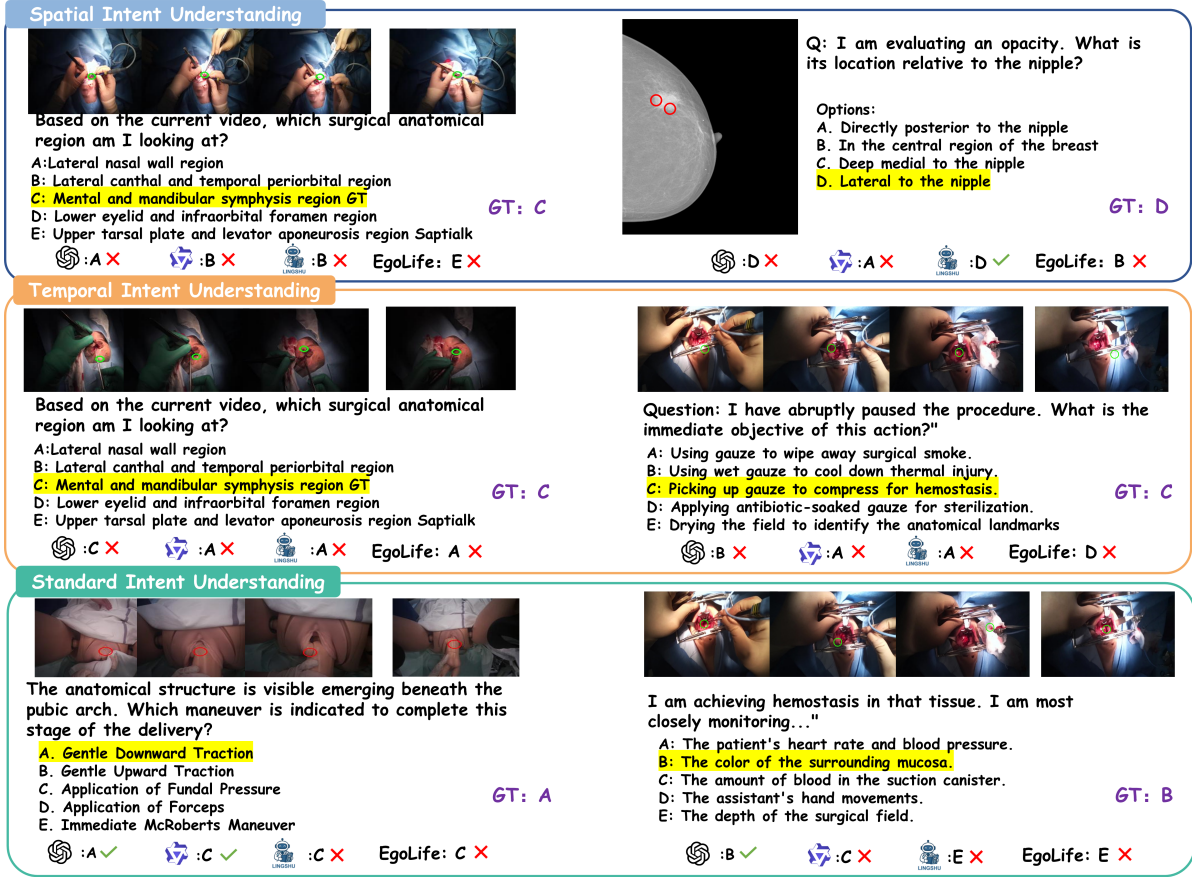 Spatial Intent Understanding
Based on the current video, which surgical anatomical
region am I looking at?
A:Lateral nasal wall region
B: Lateral canthal and temporal periorbital region
C: Mental and mandibular symphysis region GT
D: Lower eyelid and infraorbital foramen region
E: Upper tarsal plate and levator aponeurosis region Saptialk
GT: C
:A ✗ :B ✗ LINGSHU :B ✗ EgoLife: E ✗
Q: I am evaluating an opacity. What is
its location relative to the nipple?
Options:
A. Directly posterior to the nipple
B. In the central region of the breast
C. Deep medial to the nipple
D. Lateral to the nipple
GT: D
:D ✗ :A ✗ LINGSHU :D ✓ EgoLife: B ✗
Temporal Intent Understanding
Based on the current video, which surgical anatomical
region am I looking at?
A:Lateral nasal wall region
B: Lateral canthal and temporal periorbital region
C: Mental and mandibular symphysis region GT
D: Lower eyelid and infraorbital foramen region
E: Upper tarsal plate and levator aponeurosis region Saptialk
GT: C
:C ✗ :A ✗ LINGSHU :A ✗ EgoLife: A ✗
Question: I have abruptly paused the procedure. What is the
immediate objective of this action?"
A: Using gauze to wipe away surgical smoke.
B: Using wet gauze to cool down thermal injury.
C: Picking up gauze to compress for hemostasis.
D: Applying antibiotic-soaked gauze for sterilization.
E: Drying the field to identify the anatomical landmarks
GT: C
:B ✗ :A ✗ LINGSHU :A ✗ EgoLife: D ✗
Standard Intent Understanding
The anatomical structure is visible emerging beneath the
pubic arch. Which maneuver is indicated to complete this
stage of the delivery?
A. Gentle Downward Traction
B. Gentle Upward Traction
C. Application of Fundal Pressure
D. Application of Forceps
E. Immediate McRoberts Maneuver
GT: A
:A ✓ :C ✓ LINGSHU :C ✗ EgoLife: C ✗
I am achieving hemostasis in that tissue. I am most
closely monitoring..."
A: The patient's heart rate and blood pressure.
B: The color of the surrounding mucosa.
C: The amount of blood in the suction canister.
D: The assistant's hand movements.
E: The depth of the surgical field.
GT: B
:B ✓ :C ✗ LINGSHU :E ✗ EgoLife: E ✗